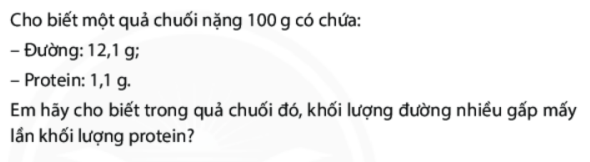 Cho biết một quả chuối nặng 100 g có chứa:
– Đường: 12,1 g;
– Protein: 1,1 g.
Em hãy cho biết trong quả chuối đó, khối lượng đường nhiều gấp mấy
lần khối lượng protein?